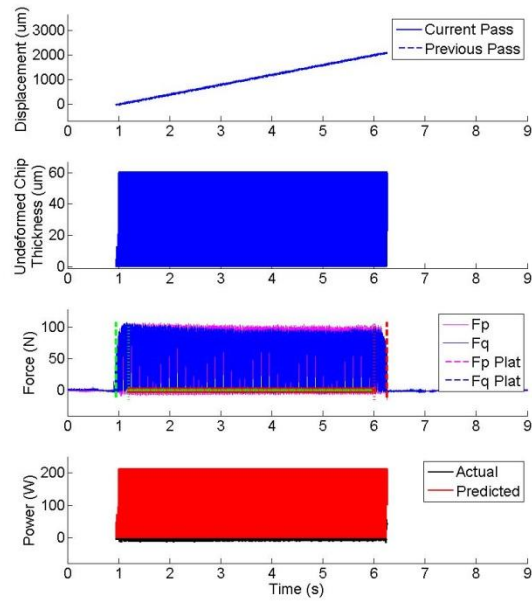 Displacement (um)
3000
2000
1000
0
Current Pass
Previous Pass
0 1 2 3 4 5 6 7 8 9
Undeformed Chip
Thickness (um)
60
40
20
0
0 1 2 3 4 5 6 7 8 9
Force (N)
100
50
0
Fp
Fq
Fp Plat
Fq Plat
0 1 2 3 4 5 6 7 8 9
Power (W)
200
100
0
Actual
Predicted
0 1 2 3 4 5 6 7 8 9
Time (s)